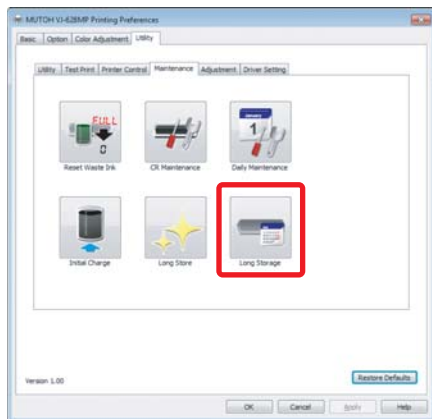 MUTOH VJ-628MP Printing Preferences
Basic Option Color Adjustment Utility
Utility Test Print Printer Control Maintenance Adjustment Driver Setting
FULL
0
Reset Waste Ink CR Maintenance Daily Maintenance
1
Initial Charge Long Store Long Storage
Version 1.00 Restore Defaults
OK Cancel Apply Help